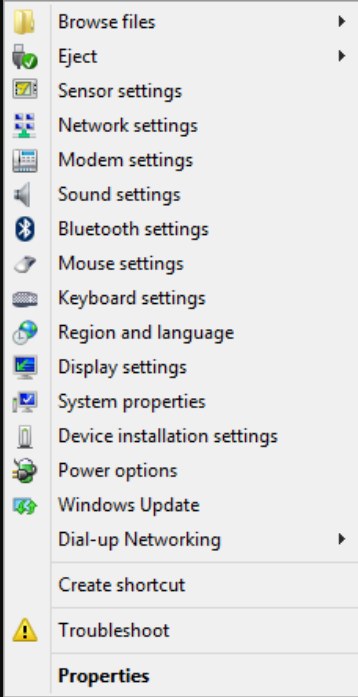 Browse files
Eject
Sensor settings
Network settings
Modem settings
Sound settings
Bluetooth settings
Mouse settings
Keyboard settings
Region and language
Display settings
System properties
Device installation settings
Power options
Windows Update
Dial-up Networking
Create shortcut
Troubleshoot
Properties